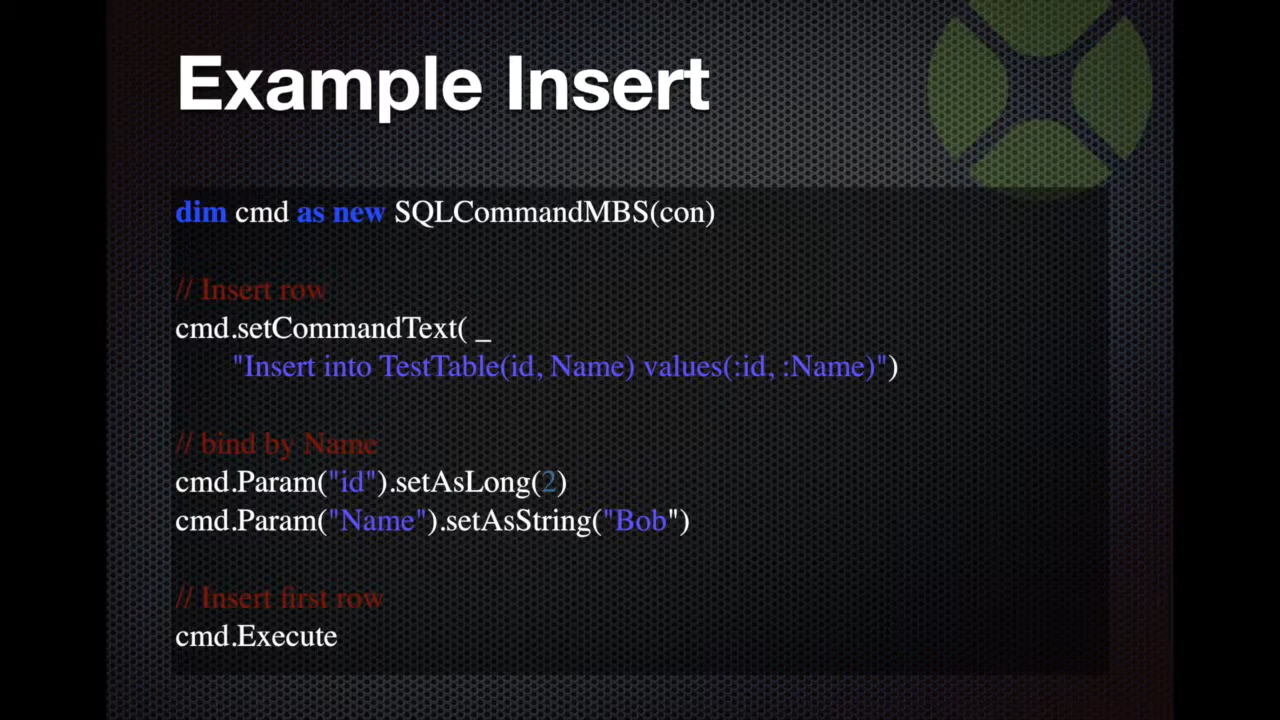 Example Insert
dim cmd as new SQLCommandMBS(con)
// Insert row
cmd.setCommandText( _
"Insert into TestTable(id, Name) values(:id, :Name)")
// bind by Name
cmd.Param("id").setAsLong(2)
cmd.Param("Name").setAsString("Bob")
// Insert first row
cmd.Execute